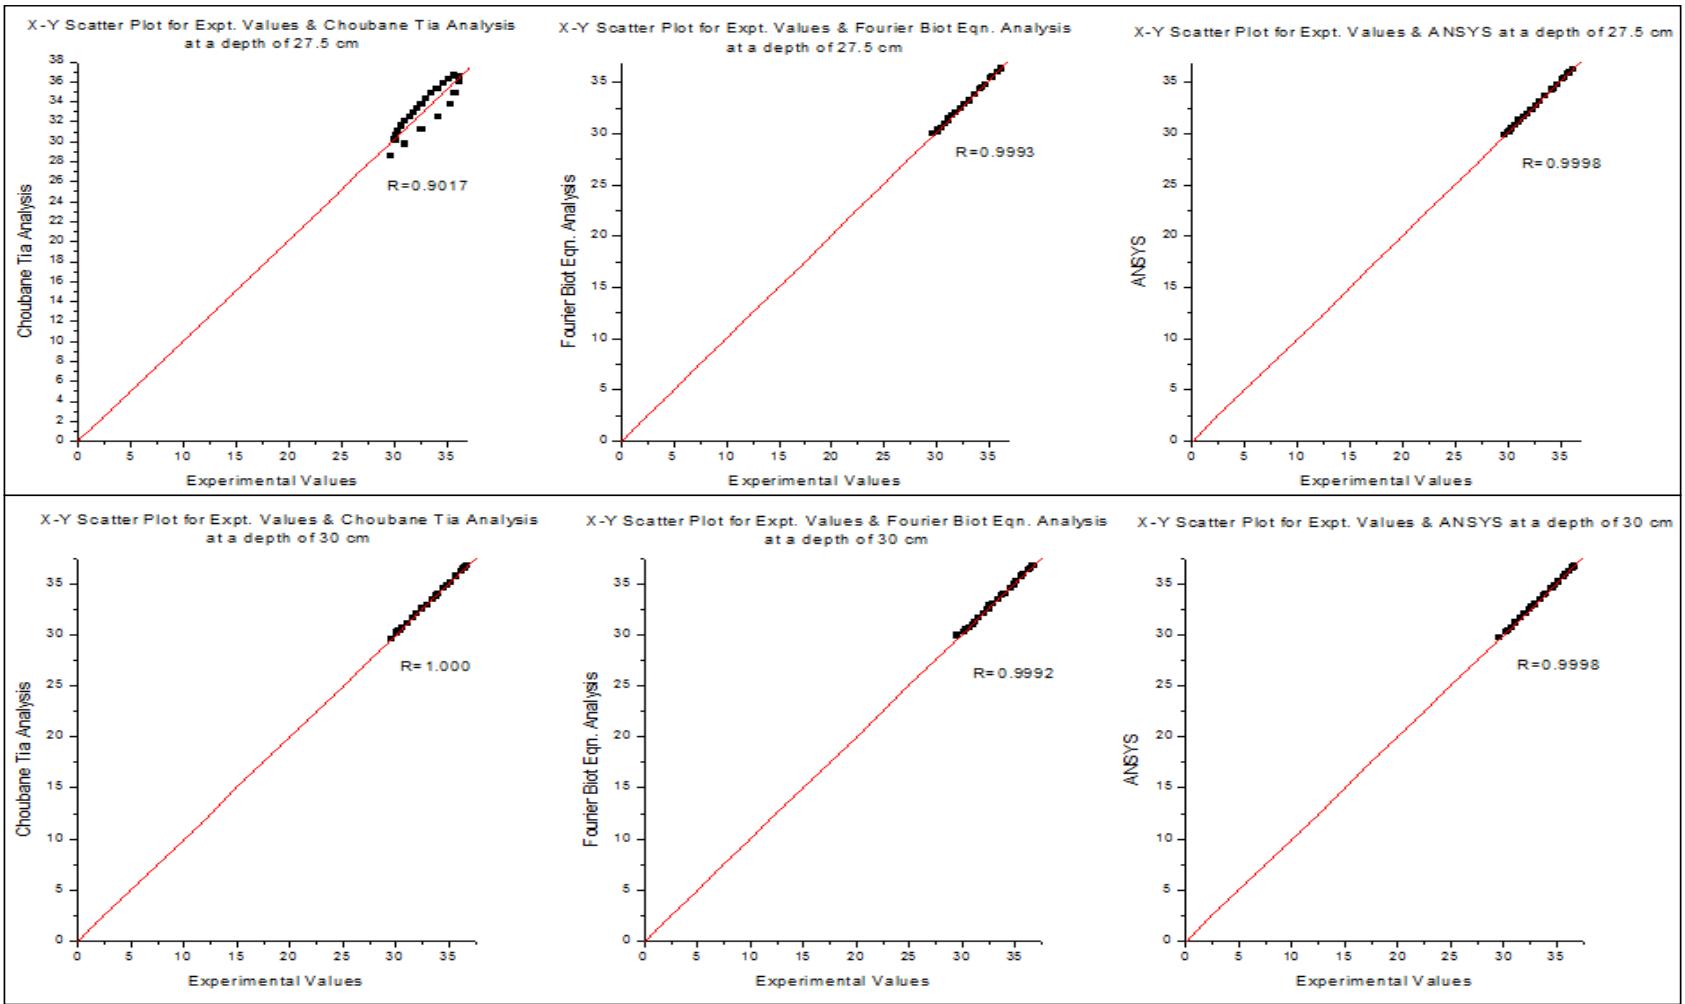 X-Y Scatter Plot for Expt. Values & Choubane Tia Analysis
at a depth of 27.5 cm
38
36
34
32
30
28
26
24
22
20
18
16
14
12
10
8
6
4
2
0
Choubane Tia Analysis
R=0.9017
0 5 10 15 20 25 30 35
Experimental Values
X-Y Scatter Plot for Expt. Values & Fourier Biot Eqn. Analysis
at a depth of 27.5 cm
35
30
25
20
15
10
5
0
Fourier Biot Eqn. Analysis
R=0.9993
0 5 10 15 20 25 30 35
Experimental Values
X-Y Scatter Plot for Expt. Values & ANSYS at a depth of 27.5 cm
35
30
25
20
15
10
5
0
ANSYS
R=0.9998
0 5 10 15 20 25 30 35
Experimental Values
X-Y Scatter Plot for Expt. Values & Choubane Tia Analysis
at a depth of 30 cm
35
30
25
20
15
10
5
0
Choubane Tia Analysis
R=1.000
0 5 10 15 20 25 30 35
Experimental Values
X-Y Scatter Plot for Expt. Values & Fourier Biot Eqn. Analysis
at a depth of 30 cm
35
30
25
20
15
10
5
0
Fourier Biot Eqn. Analysis
R=0.9992
0 5 10 15 20 25 30 35
Experimental Values
X-Y Scatter Plot for Expt. Values & ANSYS at a depth of 30 cm
35
30
25
20
15
10
5
0
ANSYS
R=0.9998
0 5 10 15 20 25 30 35
Experimental Values